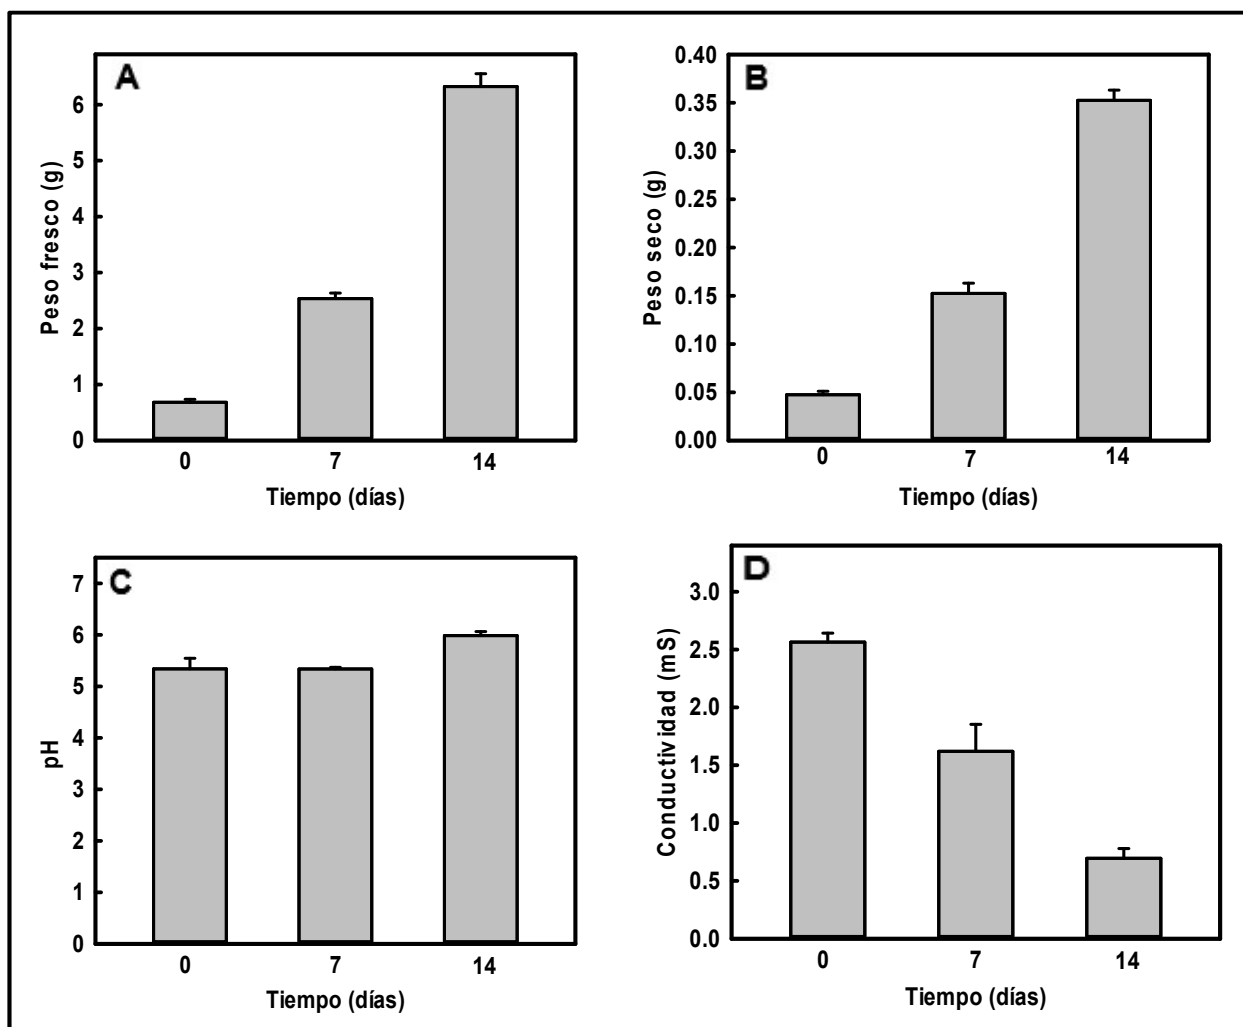 A
Peso fresco (g)
6
5
4
3
2
1
0
0 7 14
Tiempo (días)
B
Peso seco (g)
0.40
0.35
0.30
0.25
0.20
0.15
0.10
0.05
0.00
0 7 14
Tiempo (días)
C
pH
7
6
5
4
3
2
1
0
0 7 14
Tiempo (días)
D
Conductividad (mS)
3.0
2.5
2.0
1.5
1.0
0.5
0.0
0 7 14
Tiempo (días)